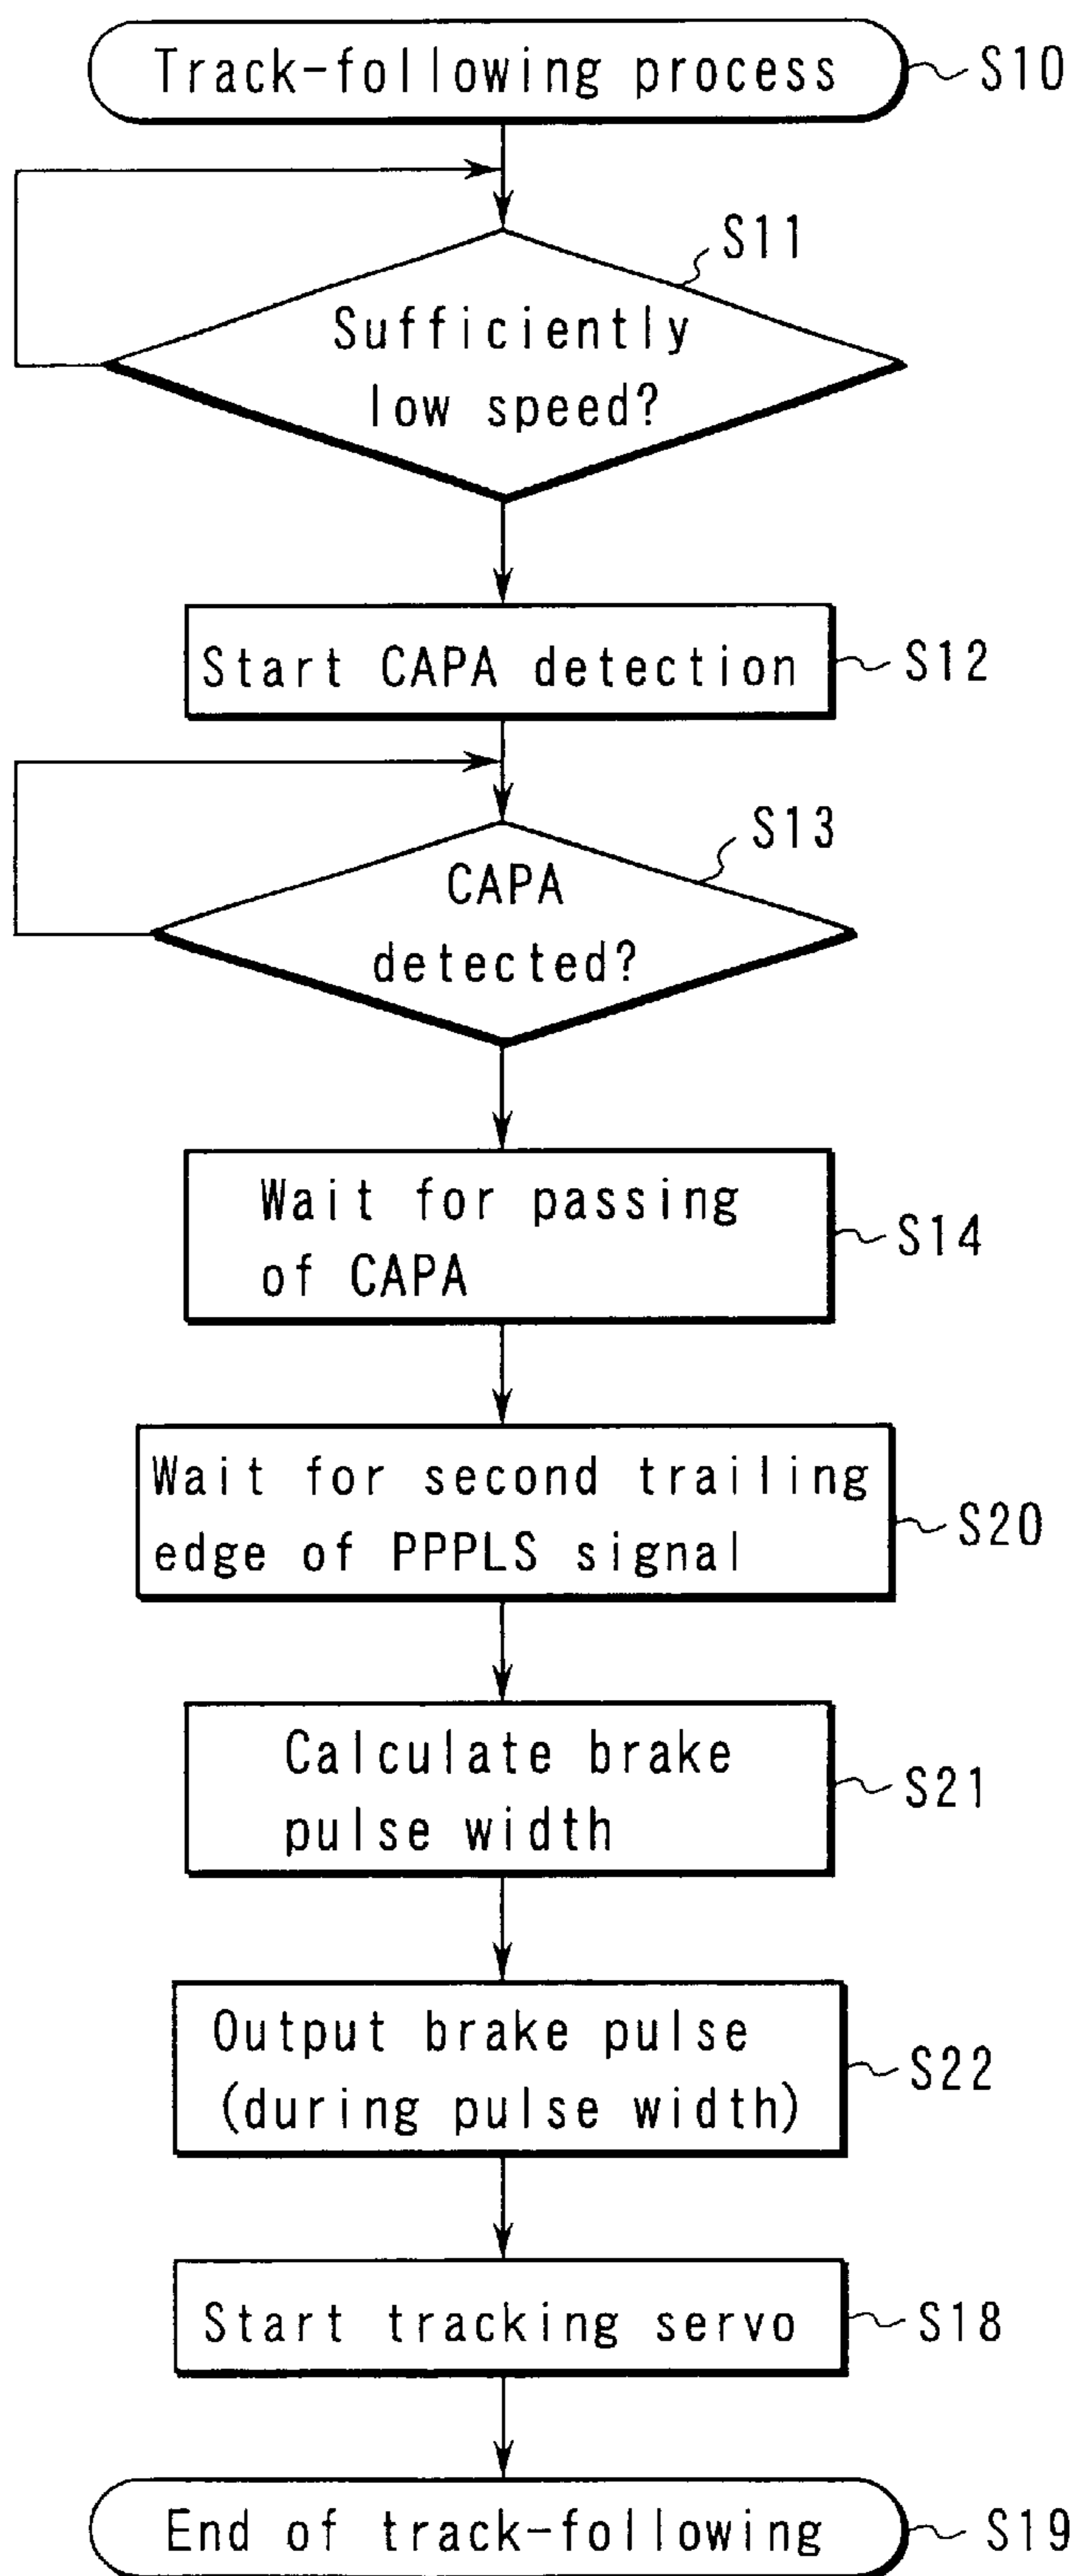 Track-following process
S10
S11
Sufficiently
low speed?
Start CAPA detection
S12
S13
CAPA
detected?
Wait for passing
of CAPA
S14
Wait for second trailing
edge of PPPLS signal
S20
Calculate brake
pulse width
S21
Output brake pulse
(during pulse width)
S22
Start tracking servo
S18
End of track-following
S19